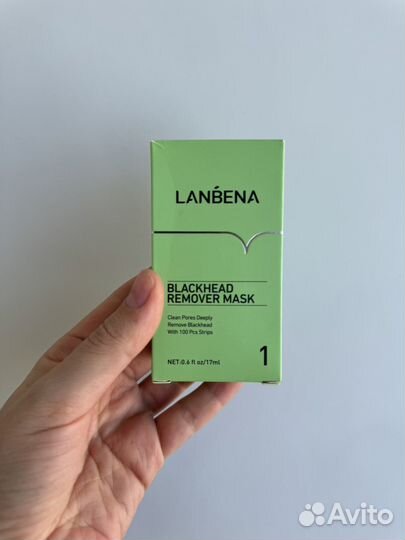 LANBENA
BLACKHEAD
REMOVER MASK
Clean Pores Deeply
Remove Blackhead
With 100 Pcs Strips
NET:0.6 fl oz/17ml
1
Avito